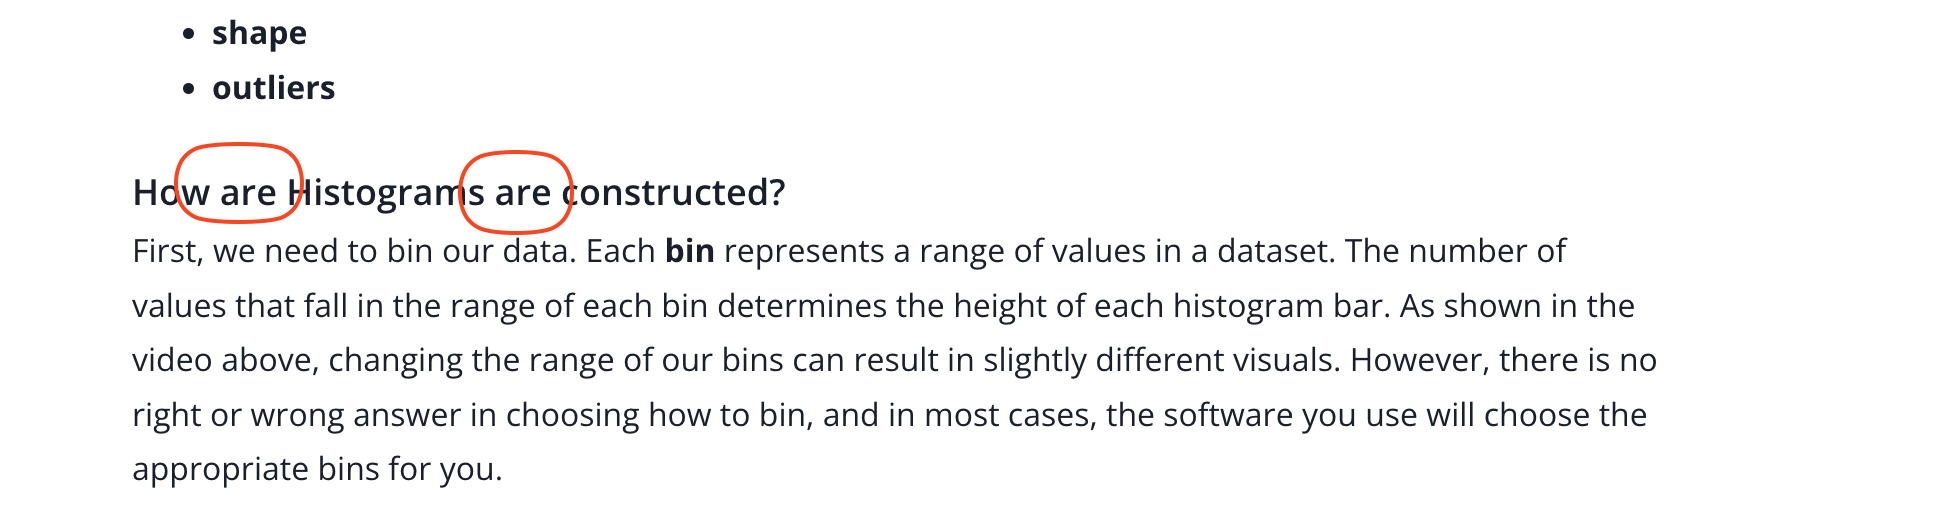 • shape
• outliers
How are Histograms are constructed?
First, we need to bin our data. Each bin represents a range of values in a dataset. The number of
values that fall in the range of each bin determines the height of each histogram bar. As shown in the
video above, changing the range of our bins can result in slightly different visuals. However, there is no
right or wrong answer in choosing how to bin, and in most cases, the software you use will choose the
appropriate bins for you.